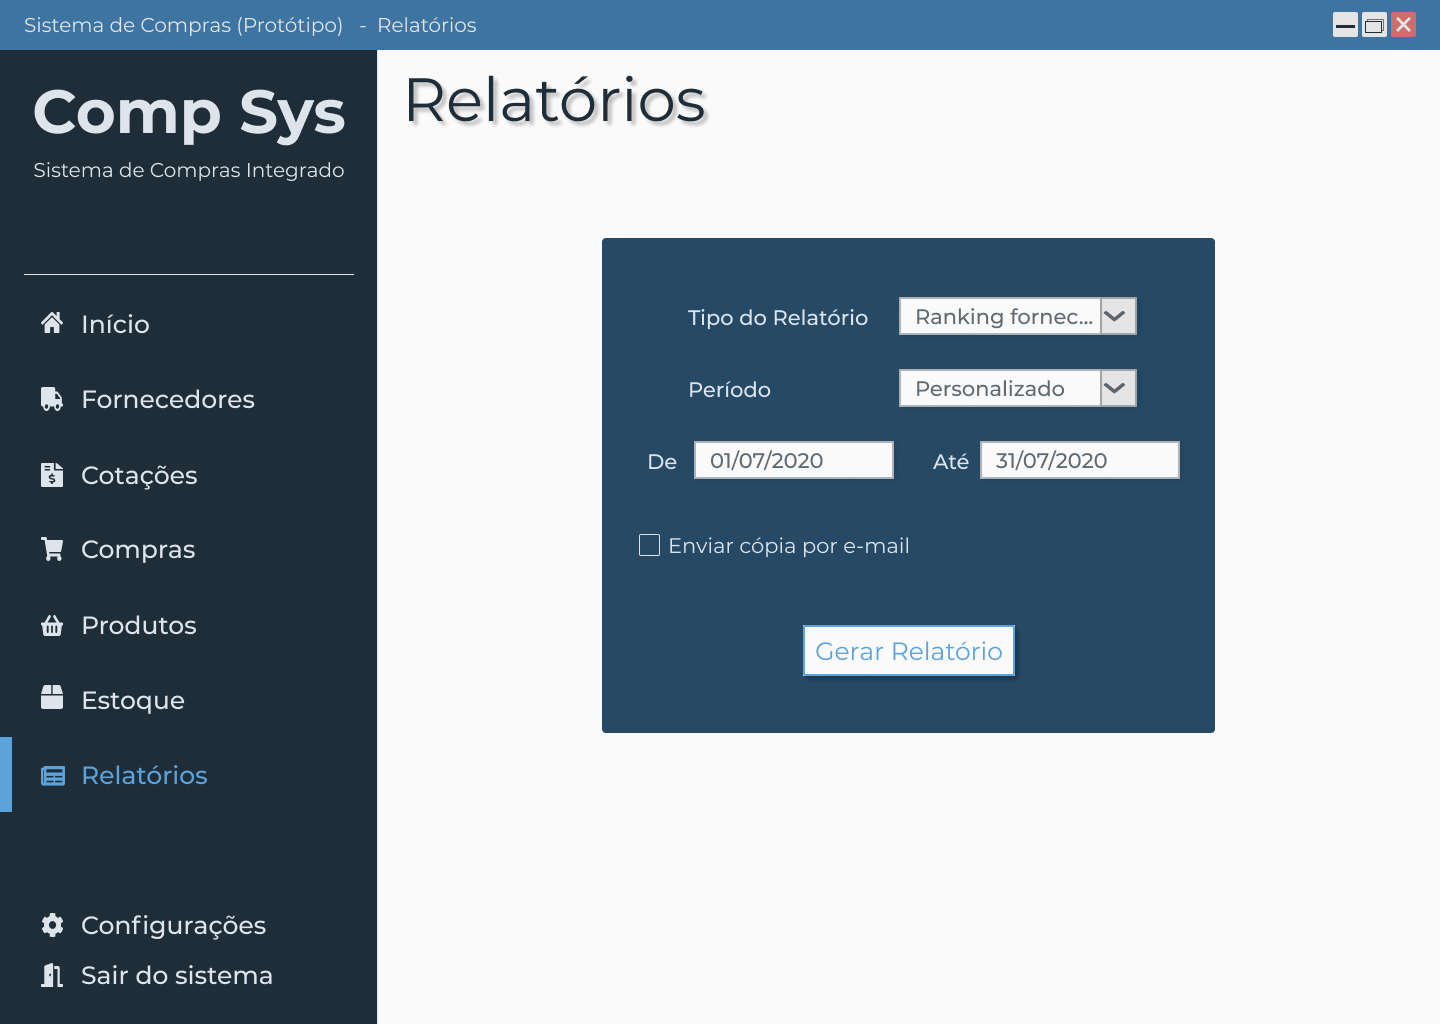 Sistema de Compras (Protótipo) - Relatórios
Comp Sys
Sistema de Compras Integrado
Início
Fornecedores
Cotações
Compras
Produtos
Estoque
Relatórios
Configurações
Sair do sistema
Relatórios
Tipo do Relatório Ranking fornec...
Período Personalizado
De 01/07/2020 Até 31/07/2020
Enviar cópia por e-mail
Gerar Relatório